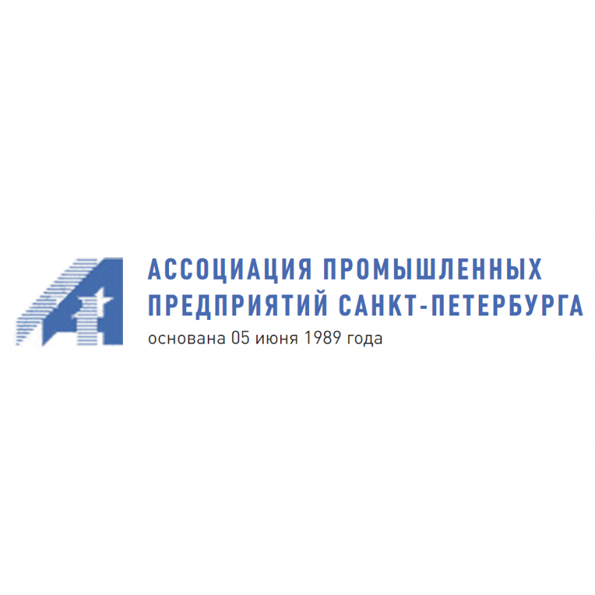 АССОЦИАЦИЯ ПРОМЫШЛЕННЫХ
ПРЕДПРИЯТИЙ САНКТ-ПЕТЕРБУРГА
основана 05 июня 1989 года